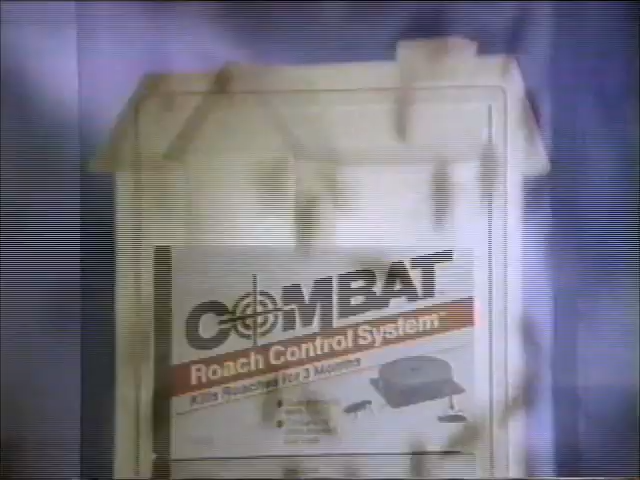 COMBAT
Roach Control System™
Kills Roaches for 3 Months